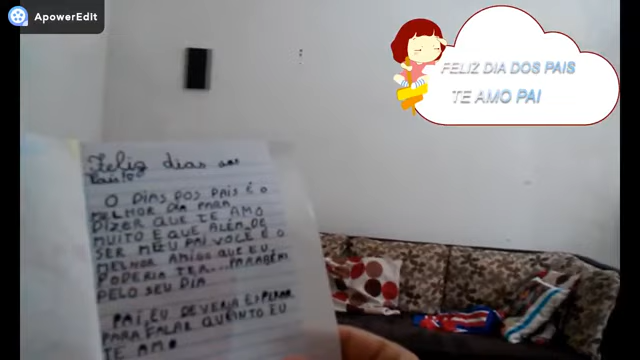 ApowerEdit
FELIZ DIA DOS PAIS
TE AMO PAI
Feliz dias
O DIAS DOS PAIS É O
MELHOR DIA PARA
DIZER QUE TE AMO
MUITO E QUE ALÉM DE
SER MEU PAI VOCÊ É O
MELHOR AMIGO QUE EU
PODERIA TER... PARABÉNS
PELO SEU DIA
PAI EU DEVERIA ESPERAR
PARA FALAR QUANTO EU
TE AMO